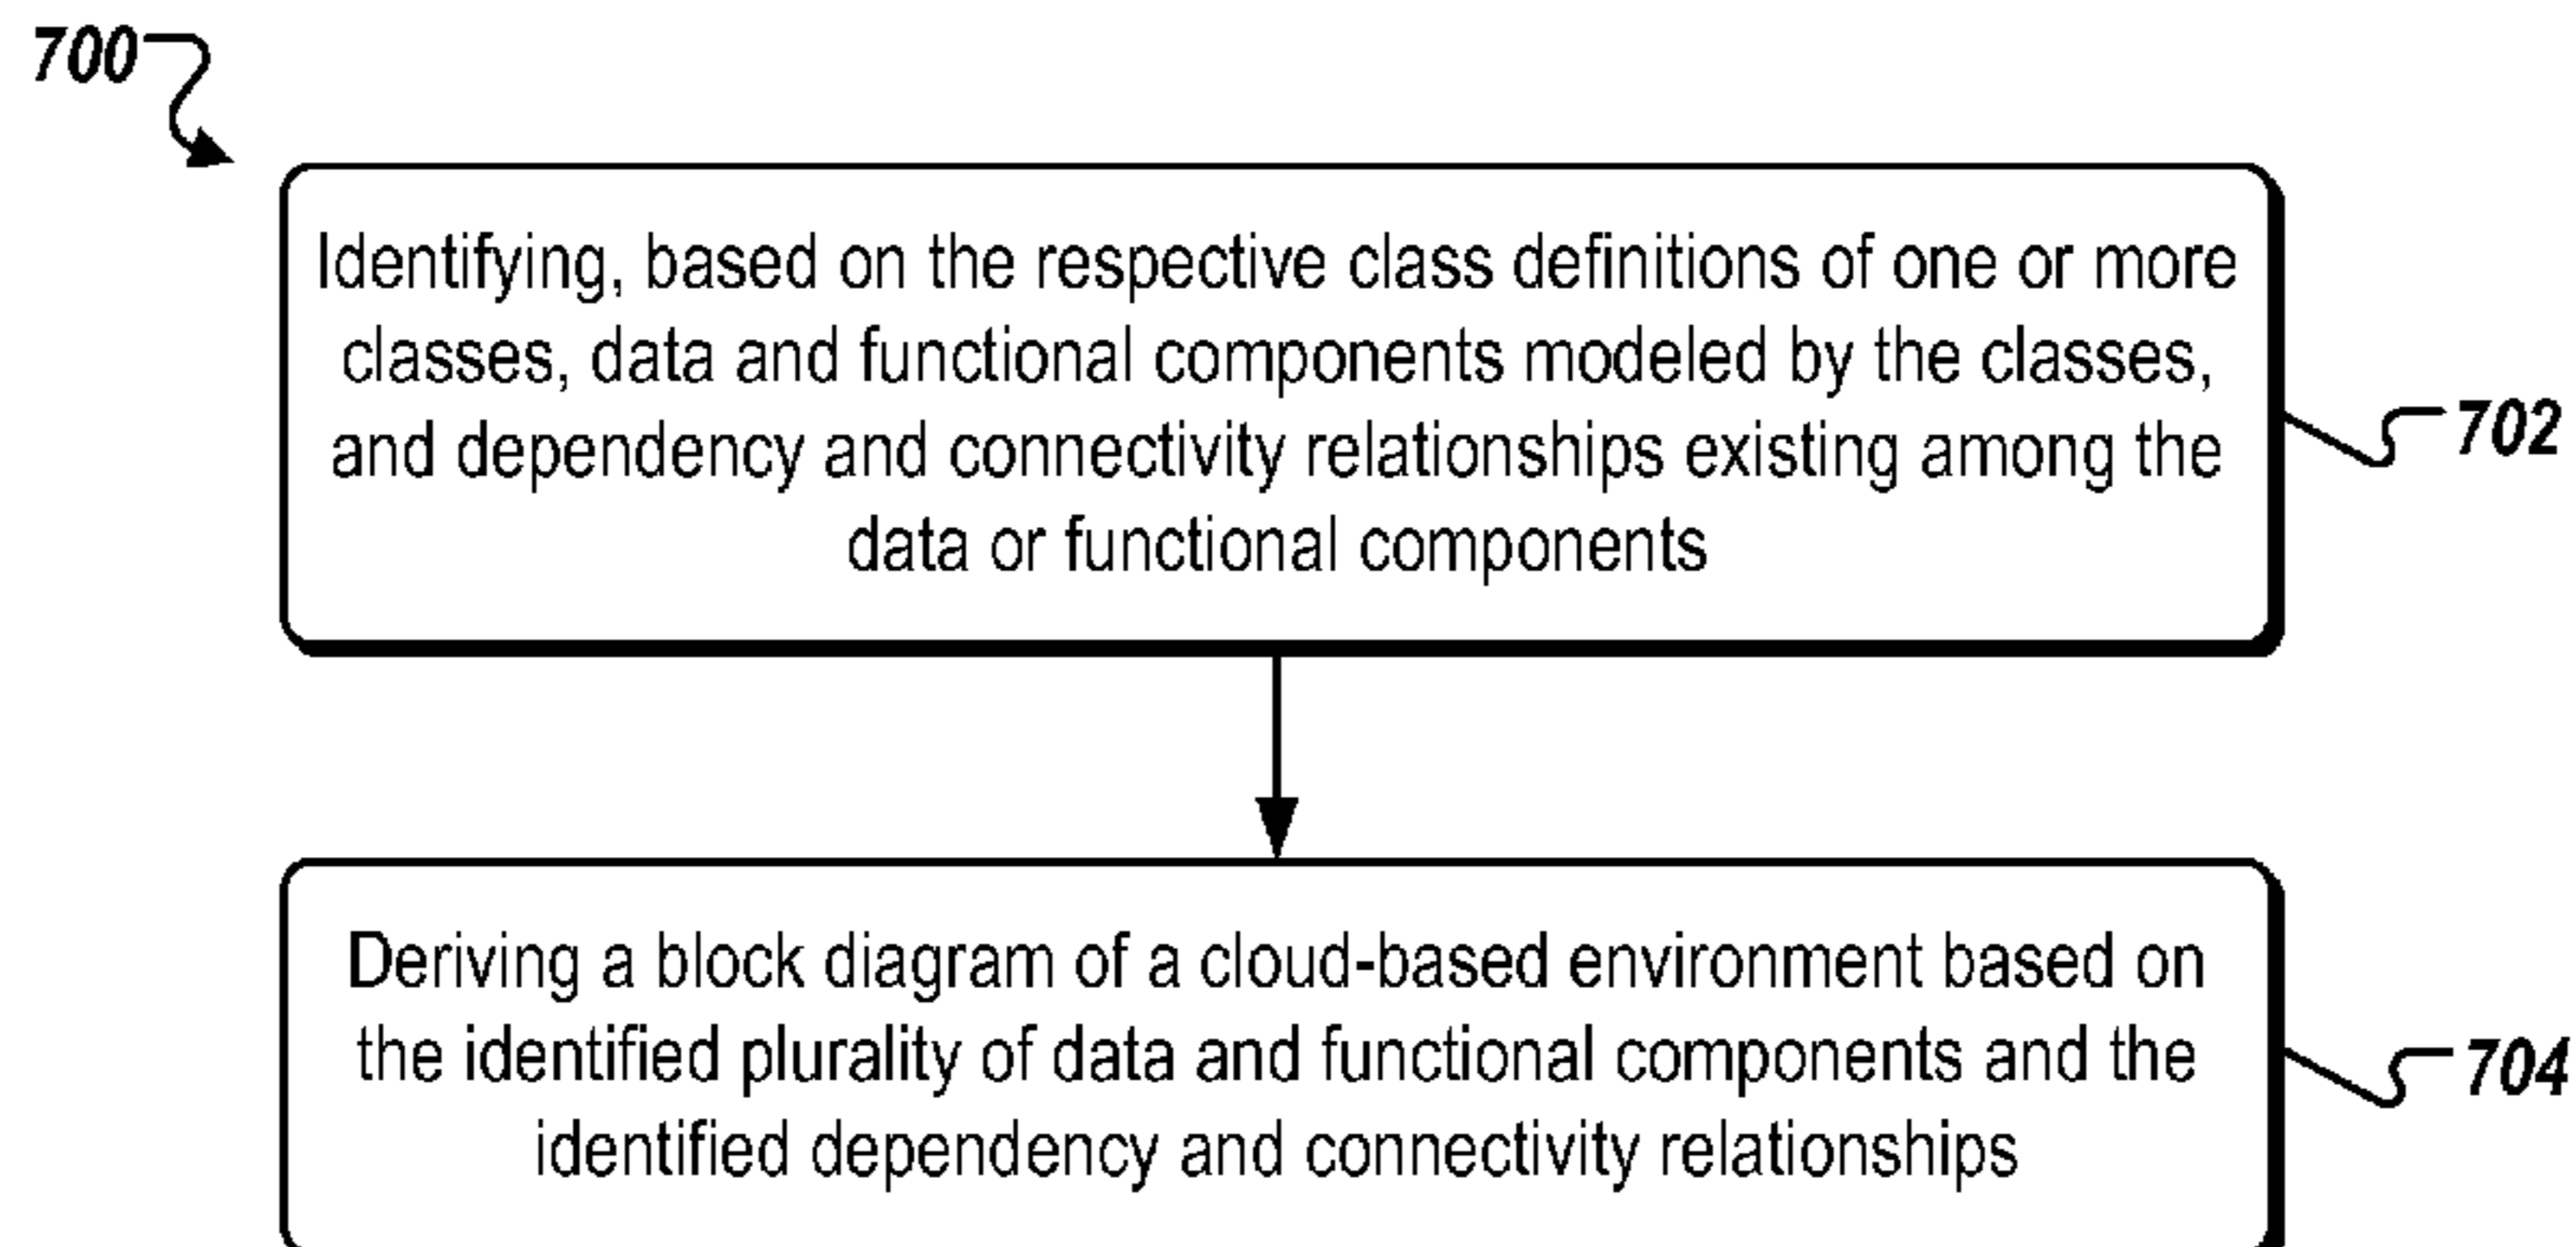 700
Identifying, based on the respective class definitions of one or more
classes, data and functional components modeled by the classes,
and dependency and connectivity relationships existing among the
data or functional components
702
Deriving a block diagram of a cloud-based environment based on
the identified plurality of data and functional components and the
identified dependency and connectivity relationships
704